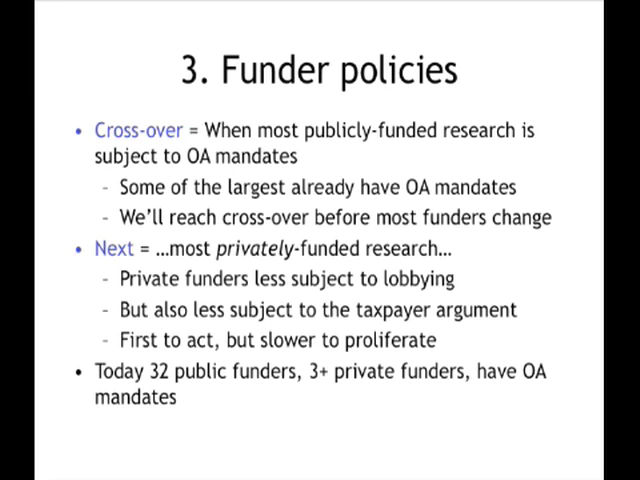 3. Funder policies
• Cross-over = When most publicly-funded research is
subject to OA mandates
- Some of the largest already have OA mandates
- We'll reach cross-over before most funders change
• Next = ...most privately-funded research...
- Private funders less subject to lobbying
- But also less subject to the taxpayer argument
- First to act, but slower to proliferate
• Today 32 public funders, 3+ private funders, have OA
mandates